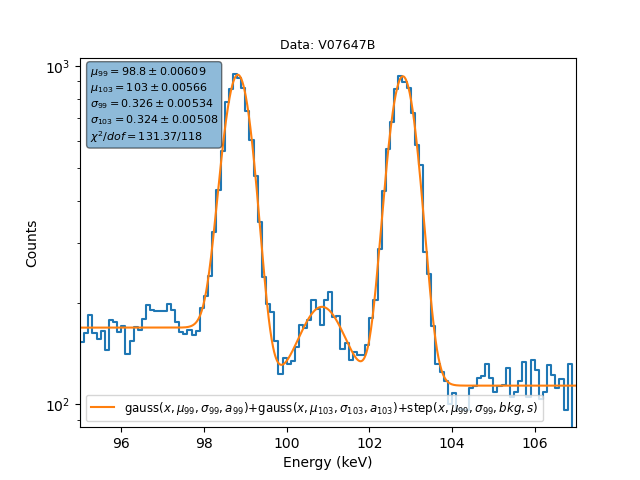 Data: V07647B
μ₉₉ = 98.8 ± 0.00609
μ₁₀₃ = 103 ± 0.00566
σ₉₉ = 0.326 ± 0.00534
σ₁₀₃ = 0.324 ± 0.00508
χ²/dof = 131.37/118
10³
10²
Counts
gauss(x, μ₉₉, σ₉₉, a₉₉)+gauss(x, μ₁₀₃, σ₁₀₃, a₁₀₃)+step(x, μ₉₉, σ₉₉, bkg, s)
96 98 100 102 104 106
Energy (keV)